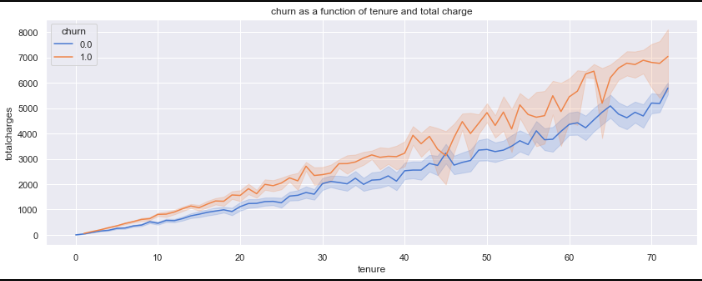 churn as a function of tenure and total charge
churn
0.0
1.0
8000
7000
6000
5000
4000
3000
2000
1000
0
totalcharges
0 10 20 30 40 50 60 70
tenure